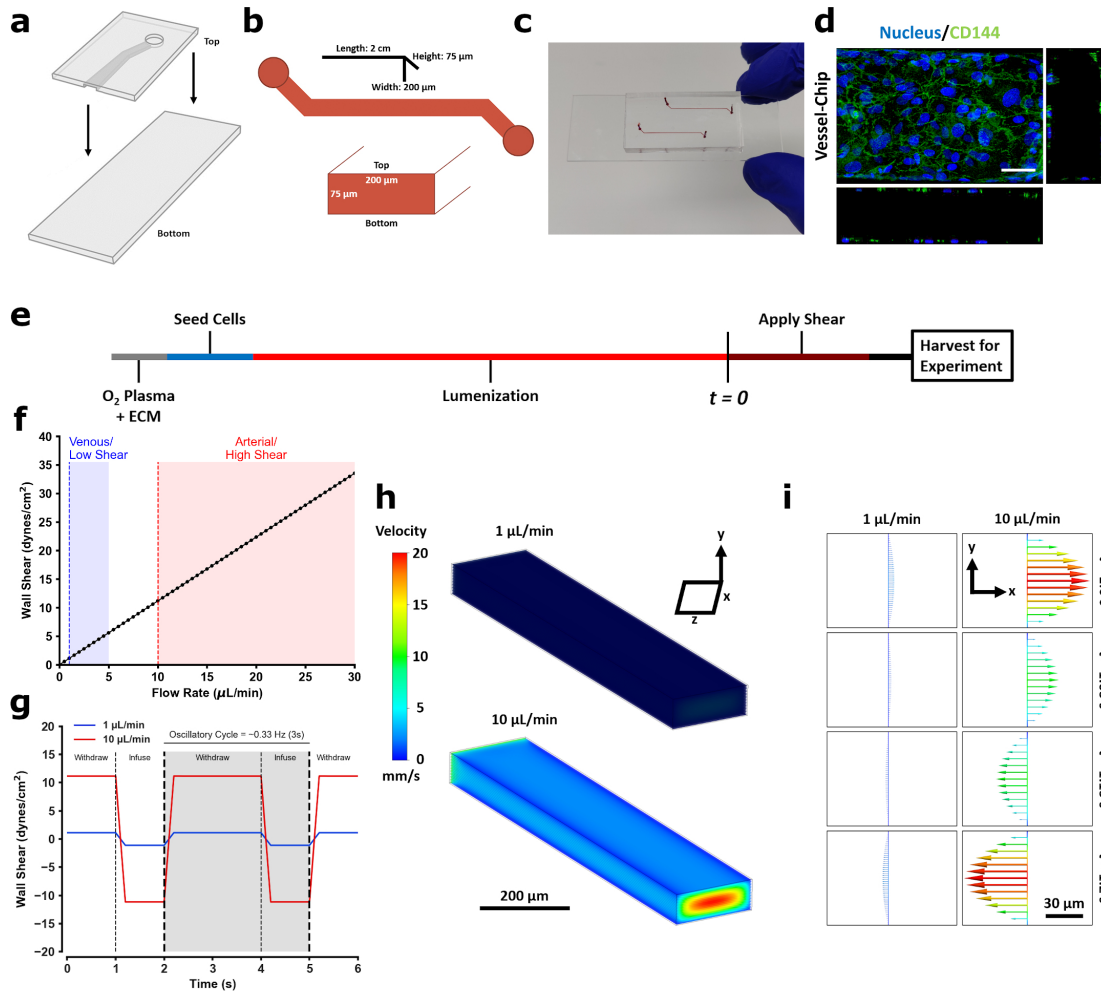 a
Top
Bottom
b
Length: 2 cm
Height: 75 μm
Width: 200 μm
Top
200 μm
75 μm
Bottom
c
d
Nucleus/CD144
Vessel-Chip
e
Seed Cells
Apply Shear
Harvest for
Experiment
O2 Plasma
+ ECM
Lumenization
t = 0
f
Venous/
Low Shear
Arterial/
High Shear
Wall Shear (dynes/cm²)
40
35
30
25
20
15
10
5
0
0
5
10
15
20
25
30
Flow Rate (μL/min)
g
1 μL/min
10 μL/min
Oscillatory Cycle = ~0.33 Hz (3s)
Withdraw
Infuse
Withdraw
Infuse
Withdraw
Wall Shear (dynes/cm²)
20
15
10
5
0
−5
−10
−15
−20
0
1
2
3
4
5
6
Time (s)
h
Velocity
20
15
10
5
0
mm/s
1 μL/min
y
x
z
10 μL/min
200 μm
i
1 μL/min
10 μL/min
y
x
30 μm